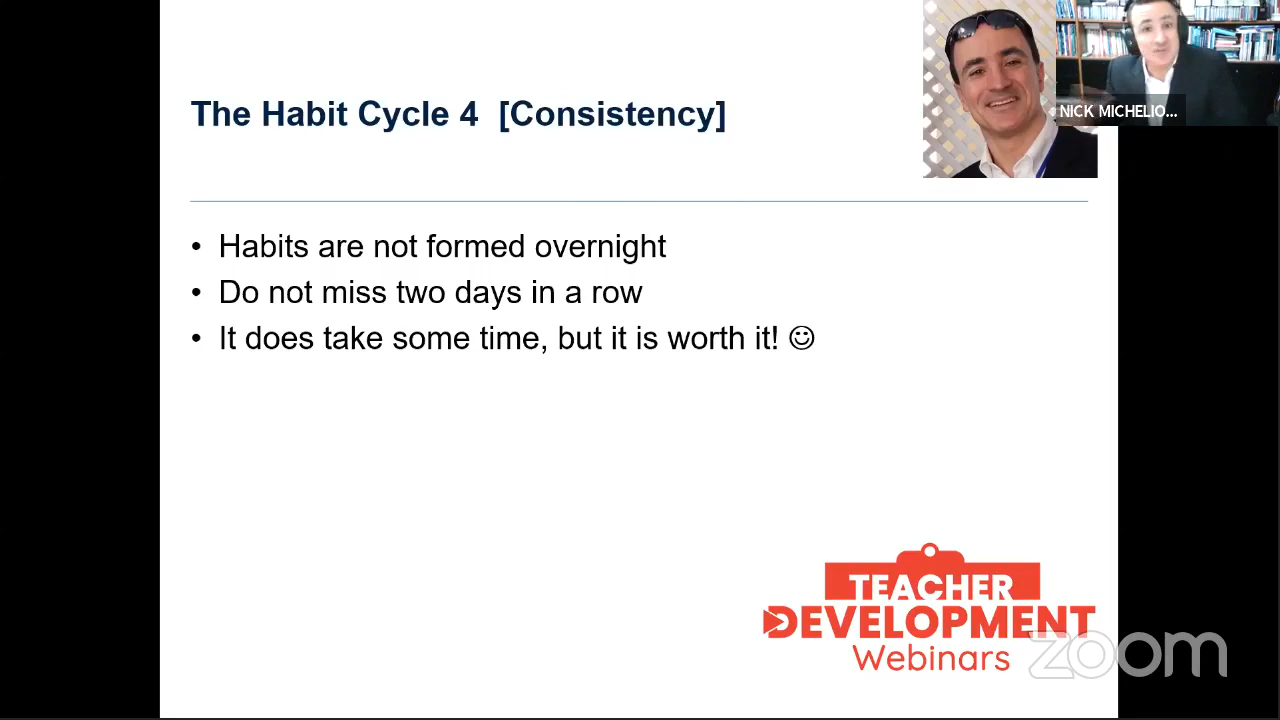 The Habit Cycle 4 [Consistency]
NICK MICHELIO...
• Habits are not formed overnight
• Do not miss two days in a row
• It does take some time, but it is worth it! ☺
TEACHER
DEVELOPMENT
Webinars
zoom